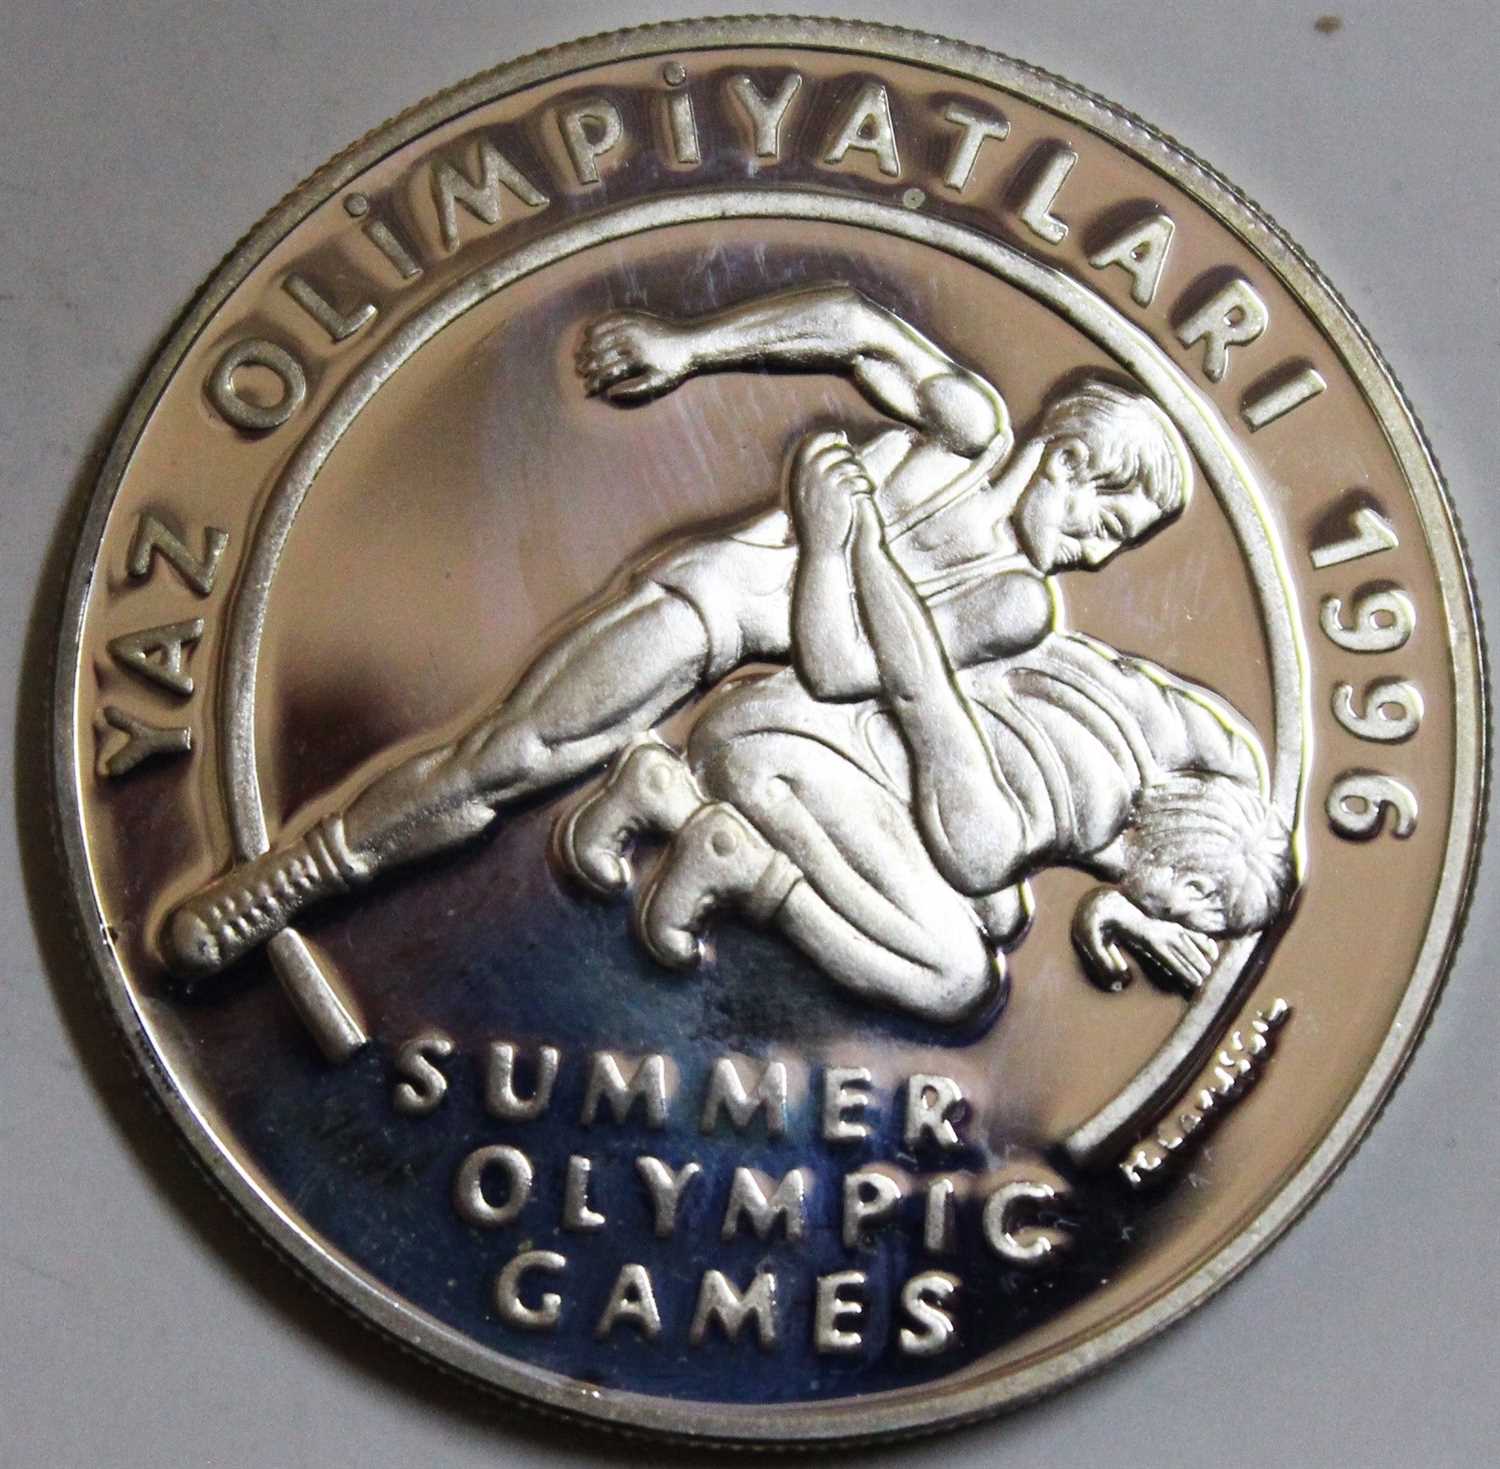 YAZ OLİMPİYATLARI 1996
SUMMER
OLYMPIC
GAMES